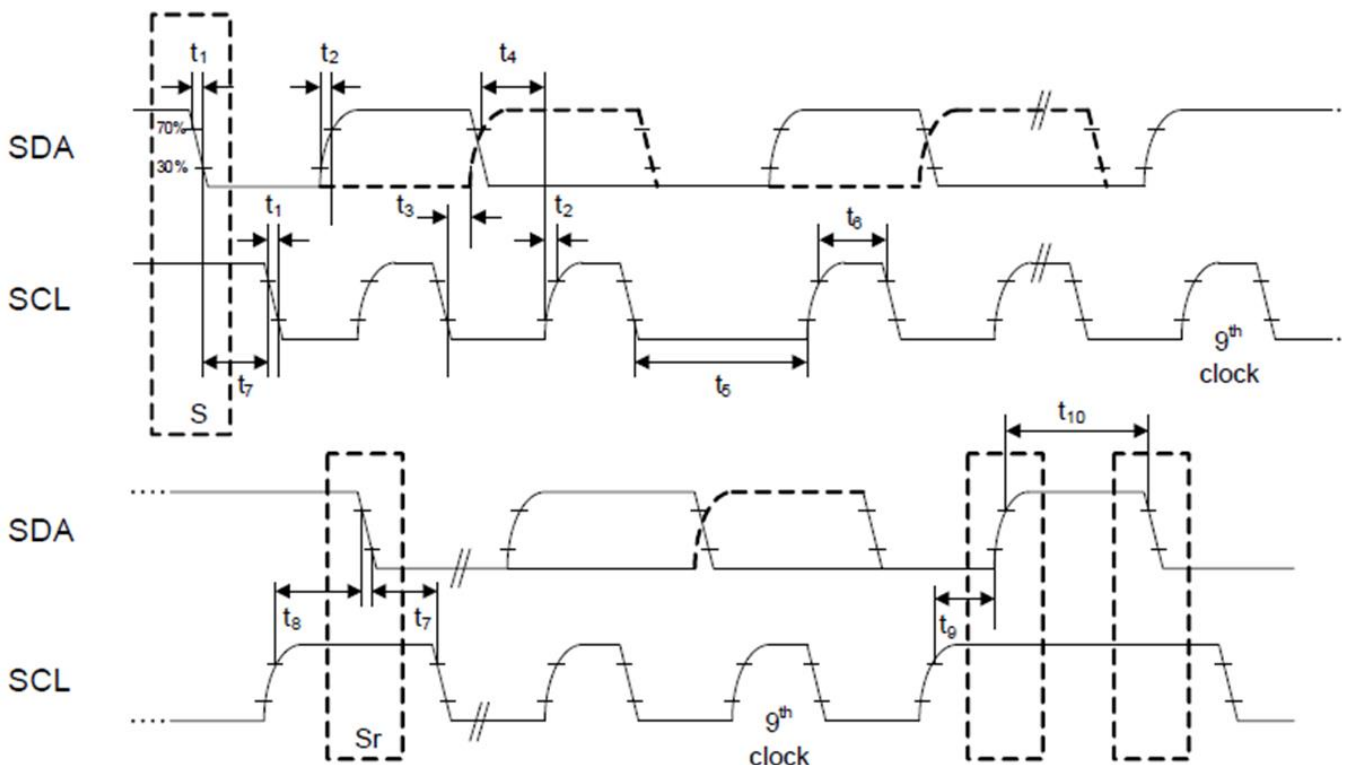 t1 t2 t4
SDA 70%
30%
t1 t3 t2 t6
SCL
9th
clock
t7 t5
S
t10
SDA
t8 t7 t9
SCL
9th
clock
Sr